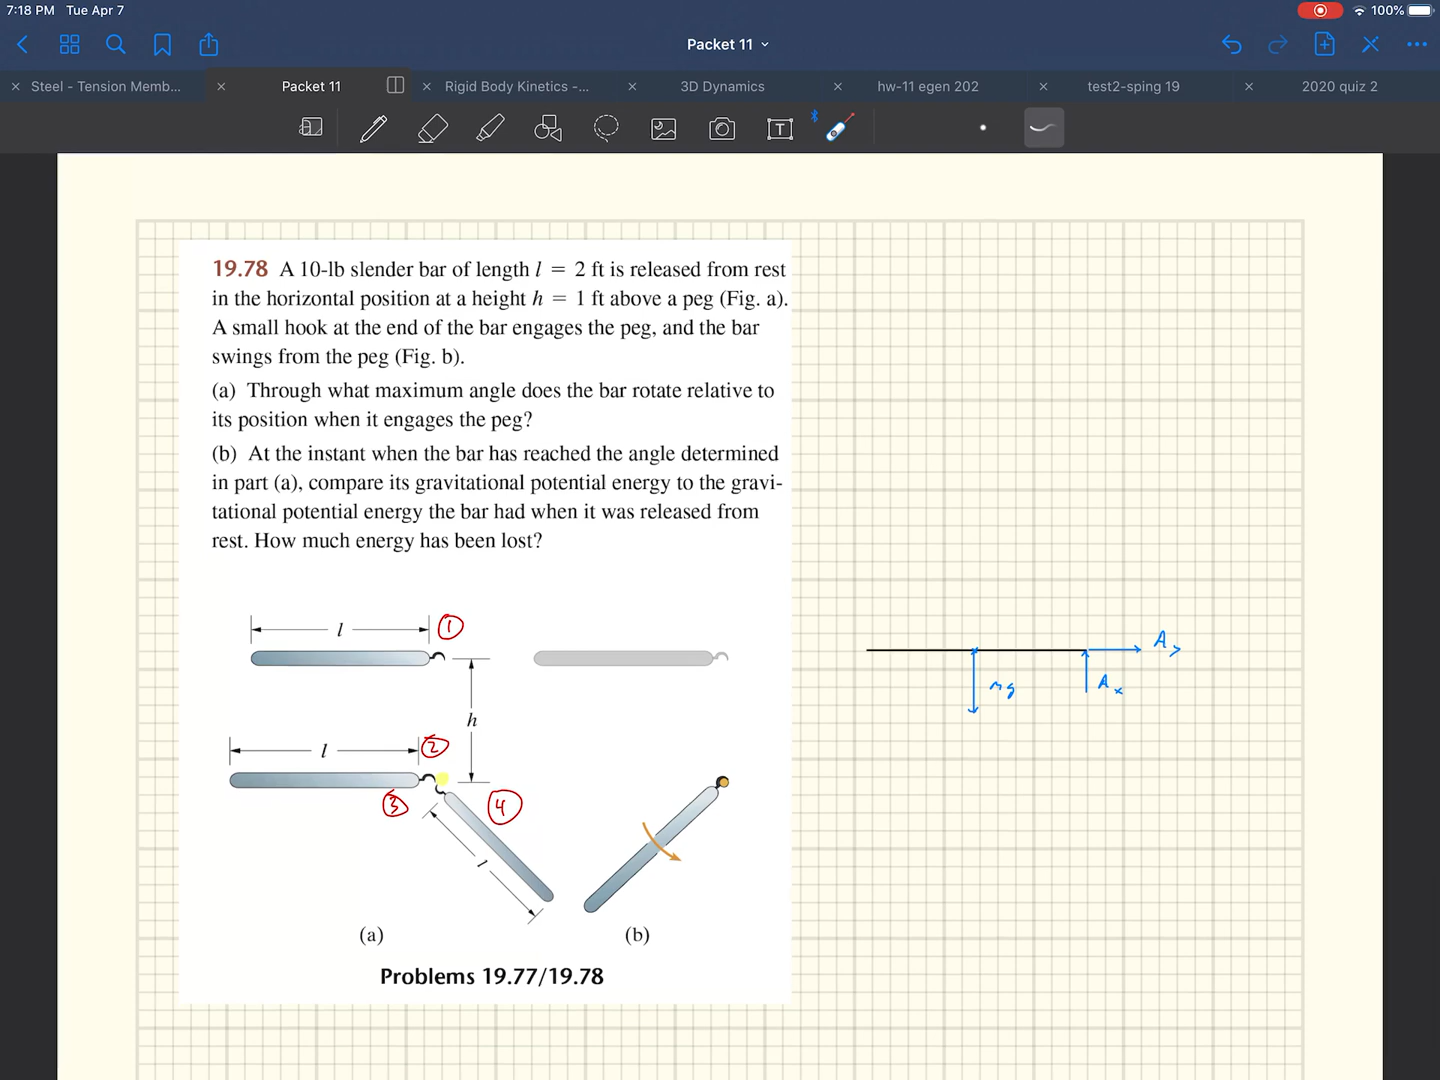 7:18 PM Tue Apr 7
100%
Packet 11
Steel - Tension Memb...
Packet 11
Rigid Body Kinetics -...
3D Dynamics
hw-11 egen 202
test2-sping 19
2020 quiz 2
T
19.78 A 10-lb slender bar of length l = 2 ft is released from rest
in the horizontal position at a height h = 1 ft above a peg (Fig. a).
A small hook at the end of the bar engages the peg, and the bar
swings from the peg (Fig. b).
(a) Through what maximum angle does the bar rotate relative to
its position when it engages the peg?
(b) At the instant when the bar has reached the angle determined
in part (a), compare its gravitational potential energy to the gravi-
tational potential energy the bar had when it was released from
rest. How much energy has been lost?
l
1
h
l
2
3
4
l
(a)
(b)
Problems 19.77/19.78
Ay
mg
Ax